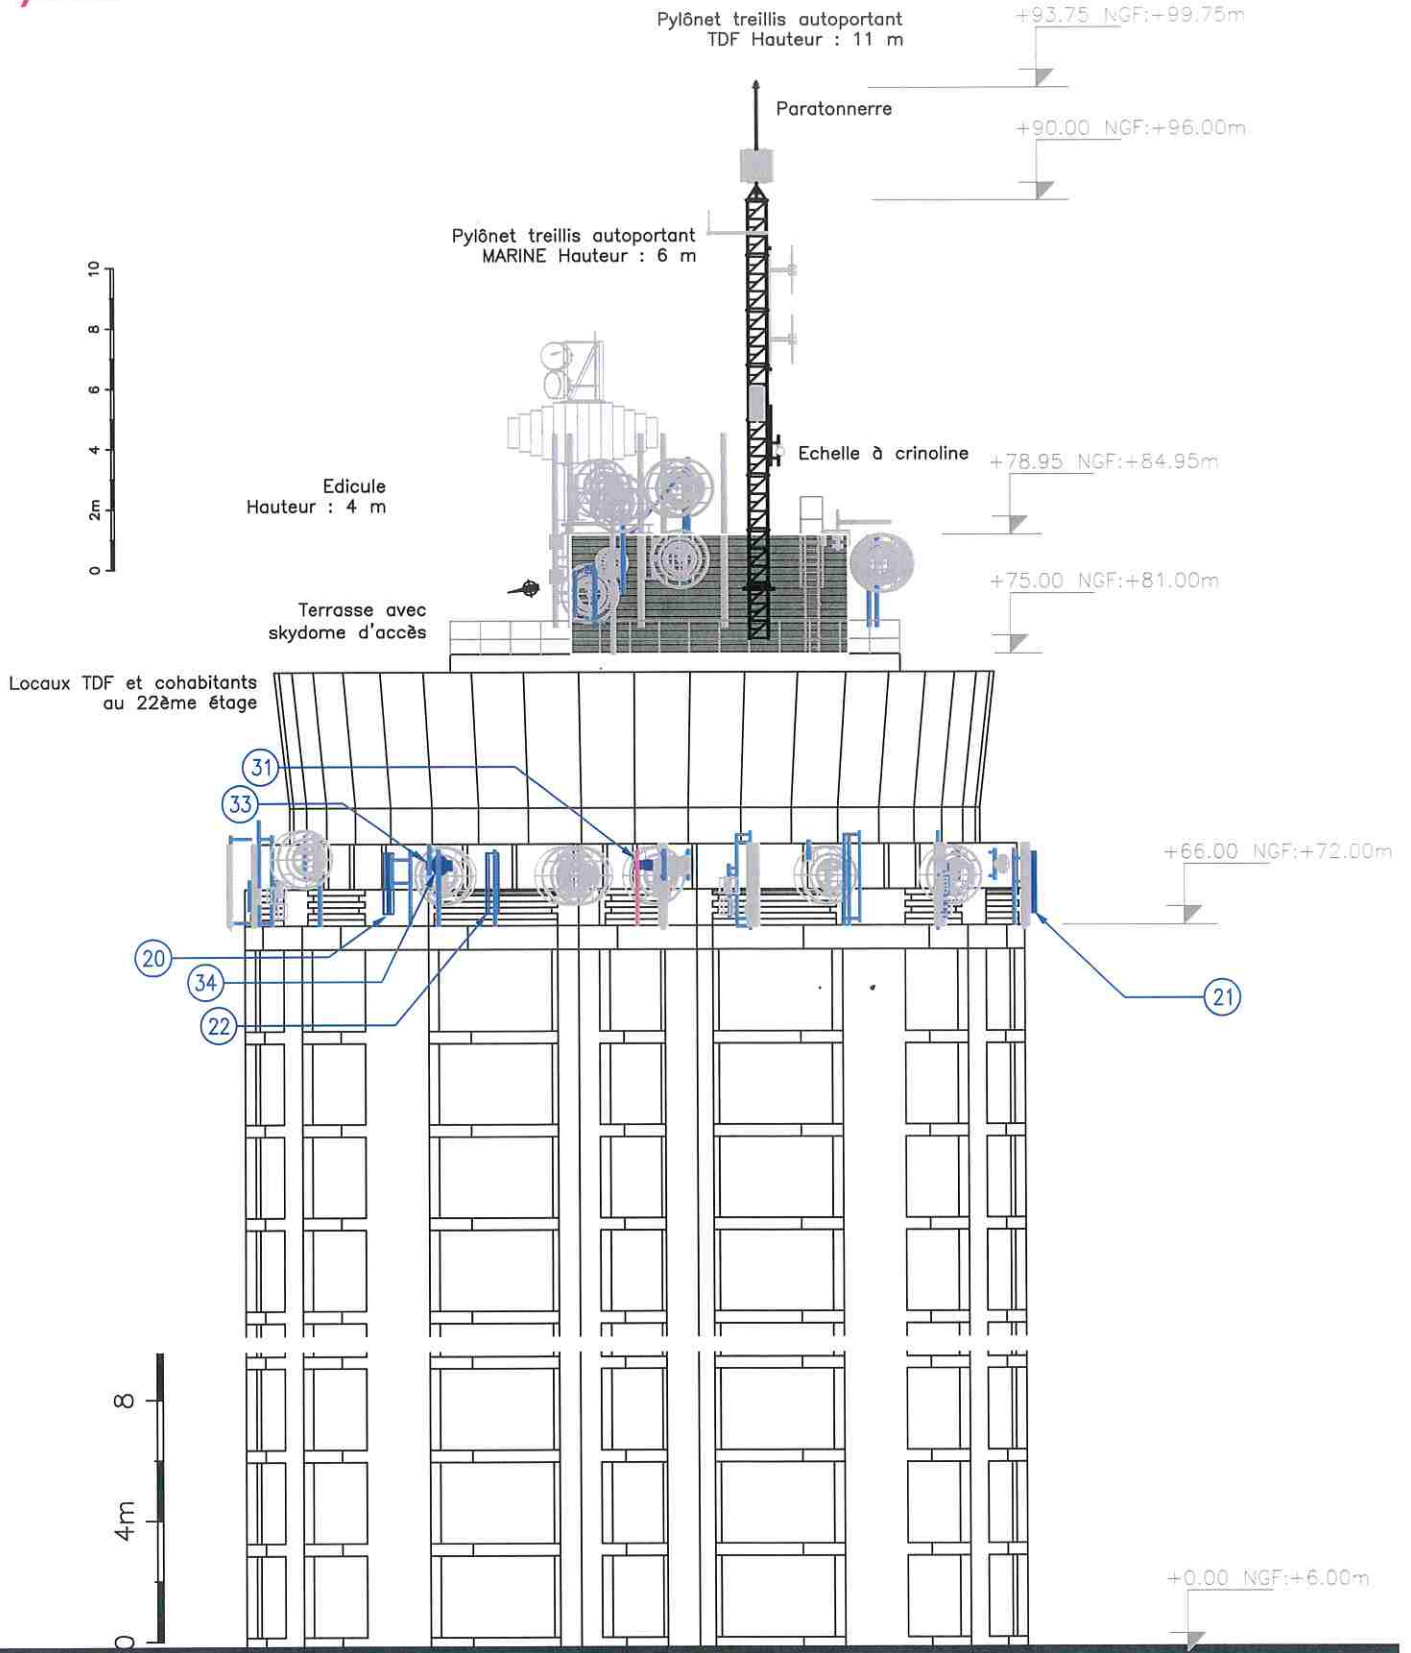 Pylônet treillis autoportant
TDF Hauteur : 11 m
+93.75 NGF:+99.75m
Paratonnerre
+90.00 NGF:+96.00m
Pylônet treillis autoportant
MARINE Hauteur : 6 m
10
8
6
4
2m
0
Echelle à crinoline
+78.95 NGF:+84.95m
Edicule
Hauteur : 4 m
+75.00 NGF:+81.00m
Terrasse avec
skydome d'accès
Locaux TDF et cohabitants
au 22ème étage
31
33
+66.00 NGF:+72.00m
20
34
22
21
8
4m
0
+0.00 NGF:+6.00m